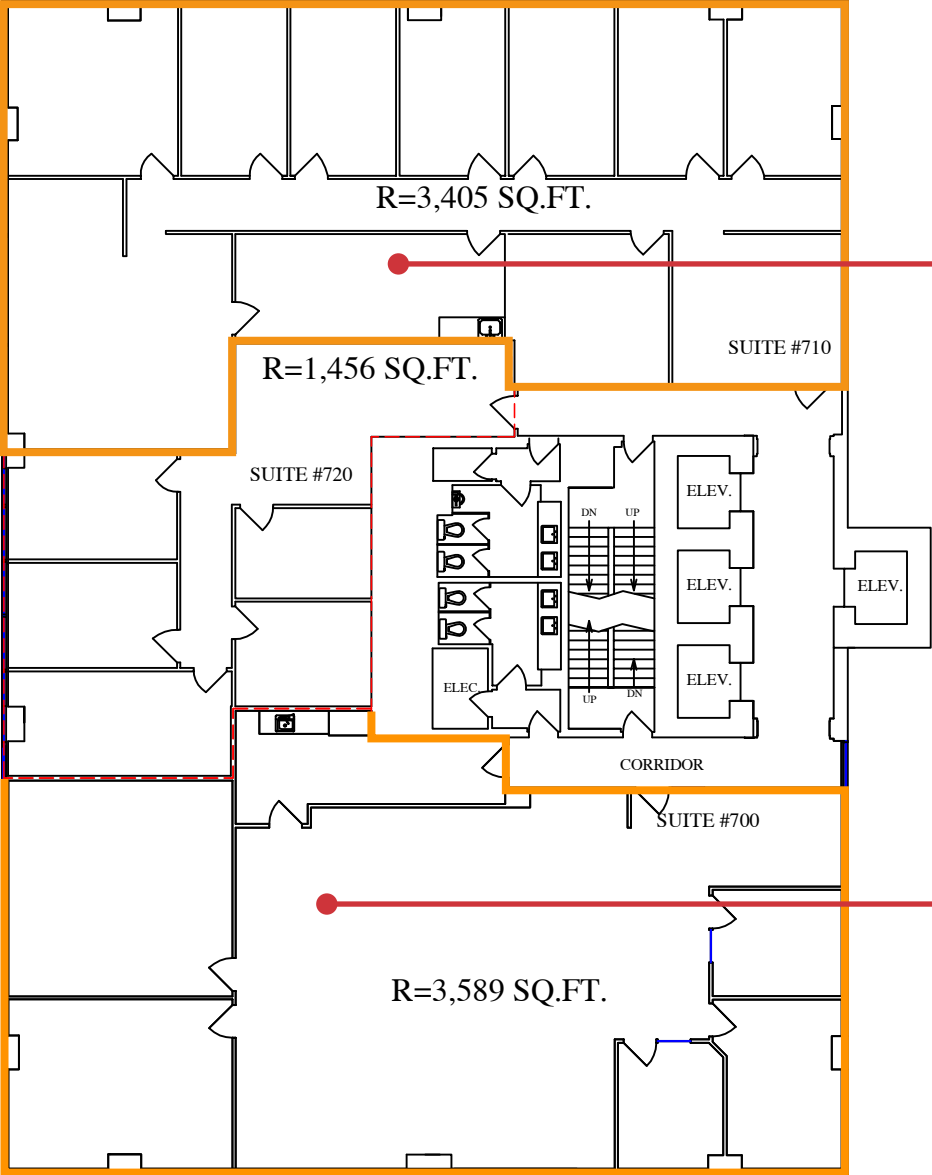 R=3,405 SQ.FT.
SUITE #710
R=1,456 SQ.FT.
SUITE #720
ELEV.
DN
UP
ELEV.
ELEV.
ELEC.
ELEV.
UP
DN
CORRIDOR
SUITE #700
R=3,589 SQ.FT.